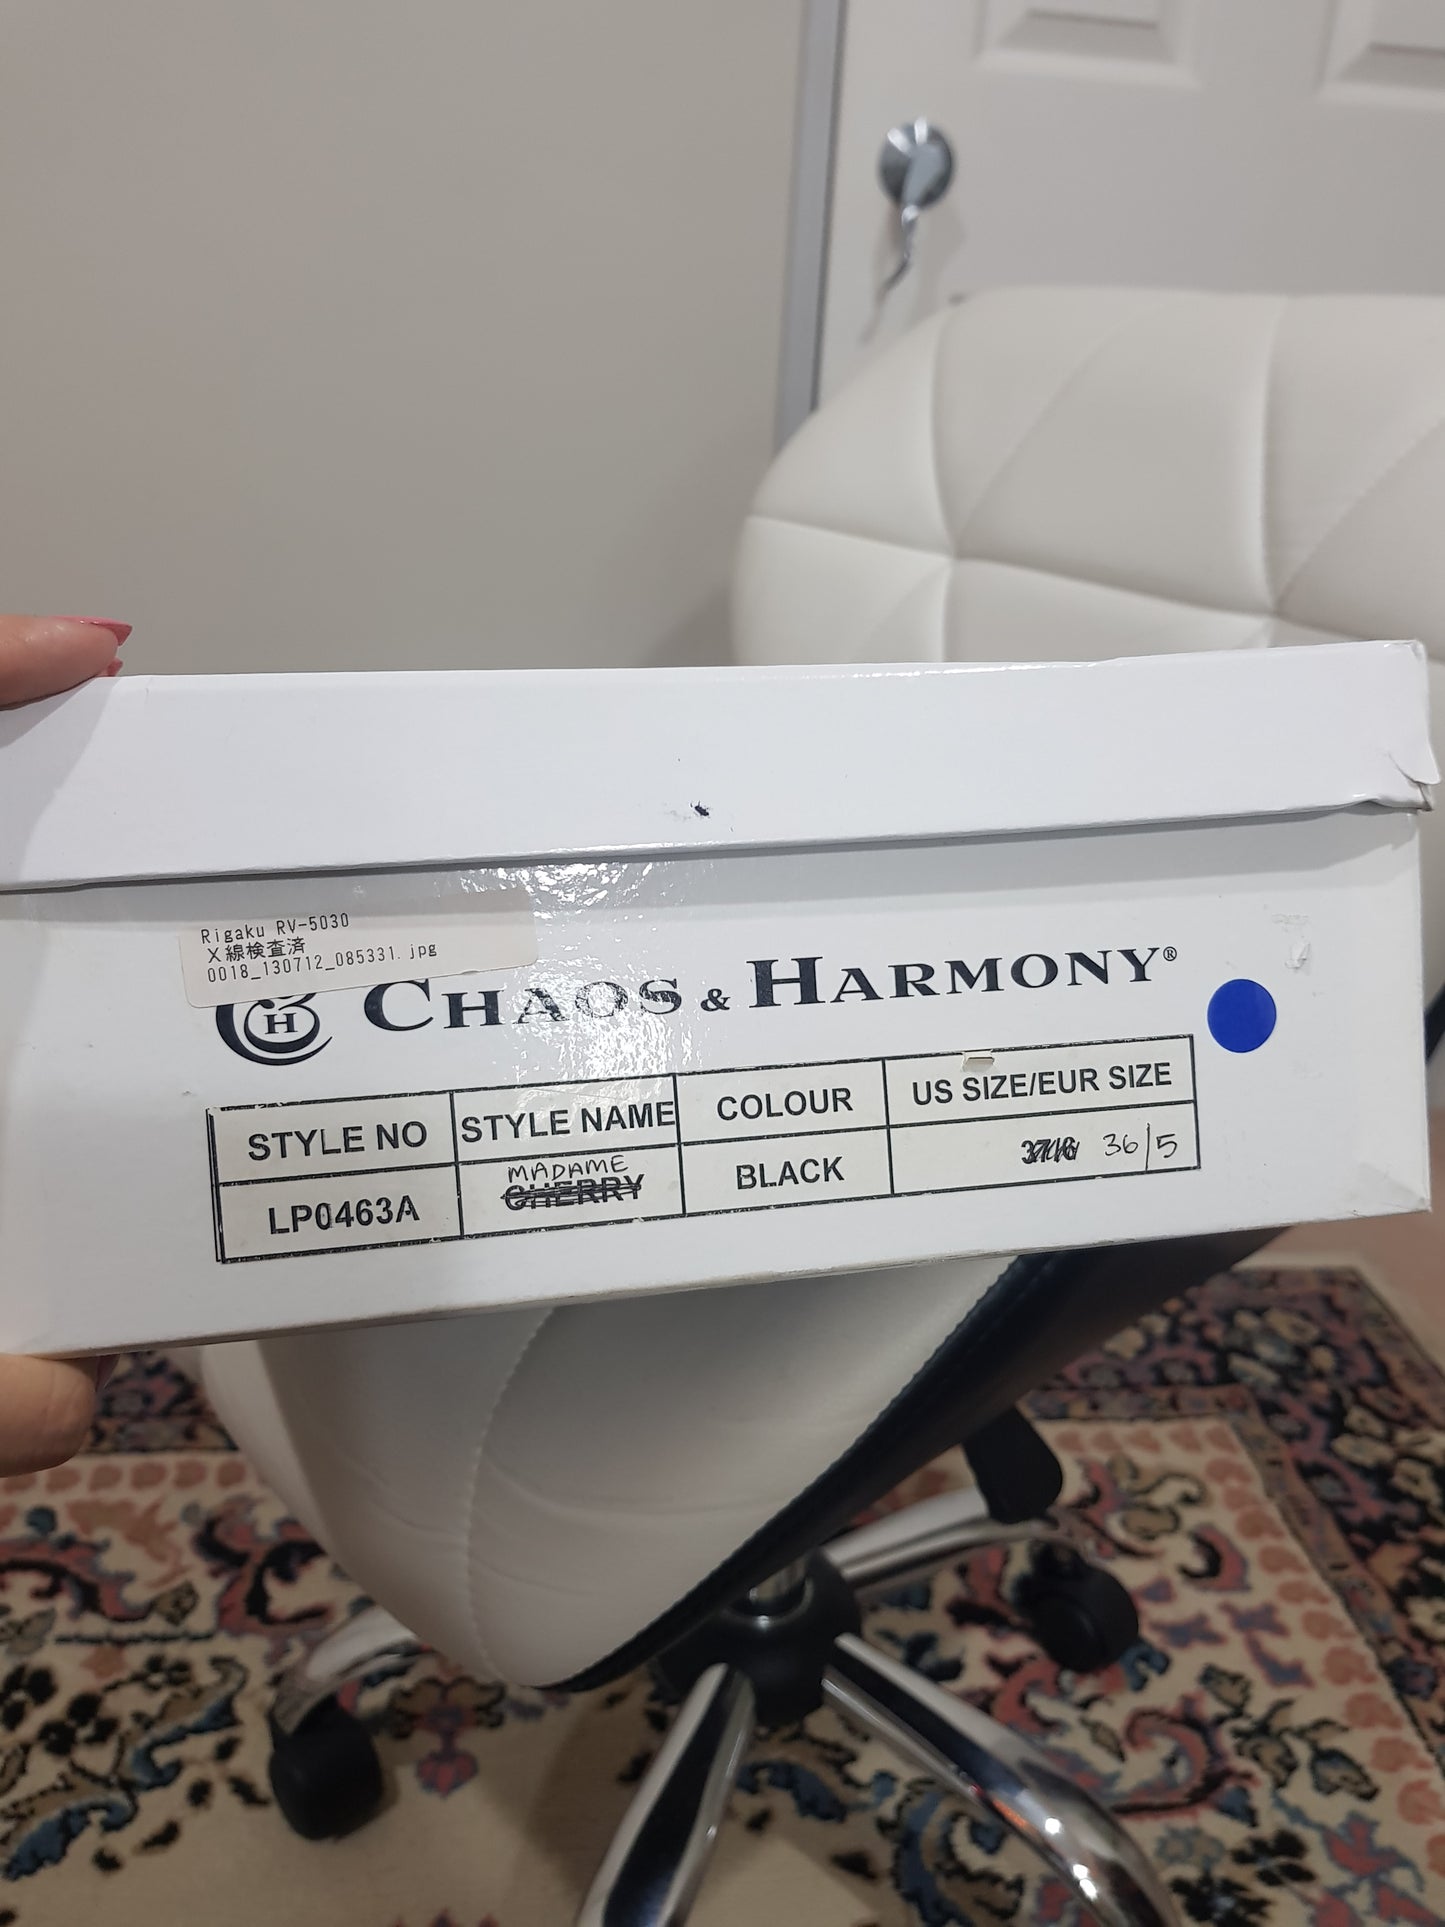 Rigaku RV-5030
X線検査済
0018_130712_085331.jpg
H
CHAOS & HARMONY®
STYLE NO STYLE NAME COLOUR US SIZE/EUR SIZE
MADAME
LP0463A CHERRY BLACK 36/5